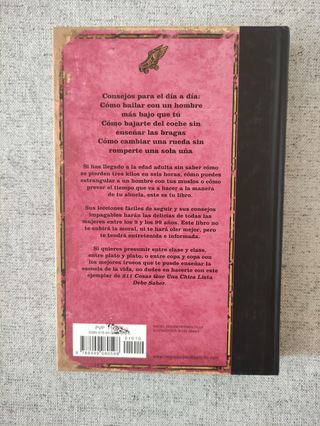 Consejos para el día a día:
Cómo bailar con un hombre
más bajo que tú
Cómo bajarte del coche sin
enseñar las bragas
Cómo cambiar una rueda sin
romperte una sola uña
Si has llegado a la edad adulta sin saber cómo
se pierden tres kilos en seis horas, cómo puedes
estrangular a un hombre con tus muslos o cómo
prever el tiempo que va a hacer a la manera
de tu abuela, este es tu libro.
Sus lecciones fáciles de seguir y sus consejos
impagables harán las delicias de todas las
mujeres entre los 9 y los 99 años. Este libro no
te subirá la moral, ni te hará oler mejor, pero
te tendrá entretenida e informada.
Si quieres presumir entre clase y clase,
entre plato y plato, o entre copa y copa con
los mejores trucos que te puede enseñar la
escuela de la vida, no dudes en hacerte con este
ejemplar de 211 Cosas Que Una Chica Lista
Debe Saber.
PVP
01010